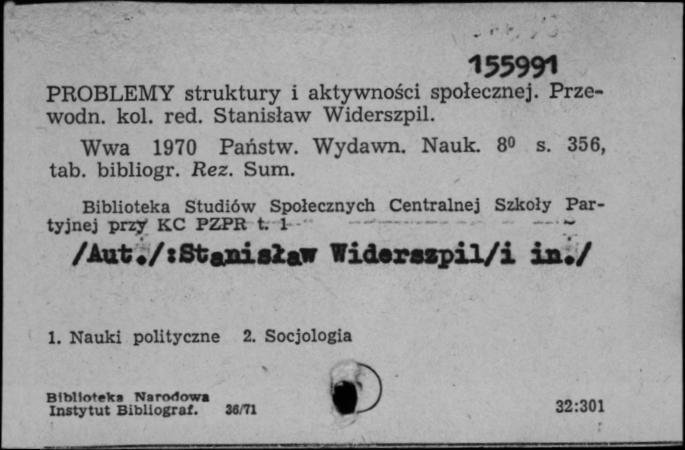 155991
PROBLEMY struktury i aktywności społecznej. Prze-
wodn. kol. red. Stanisław Widerszpil.
Wwa 1970 Państw. Wydawn. Nauk. 8⁰ s. 356,
tab. bibliogr. Rez. Sum.
Biblioteka Studiów Społecznych Centralnej Szkoły Par-
tyjnej przy KC PZPR t. 1
/Aut./:Stanisław Widerszpil/i in./
1. Nauki polityczne 2. Socjologia
Biblioteka Narodowa
Instytut Bibliograf. 36/71 32:301